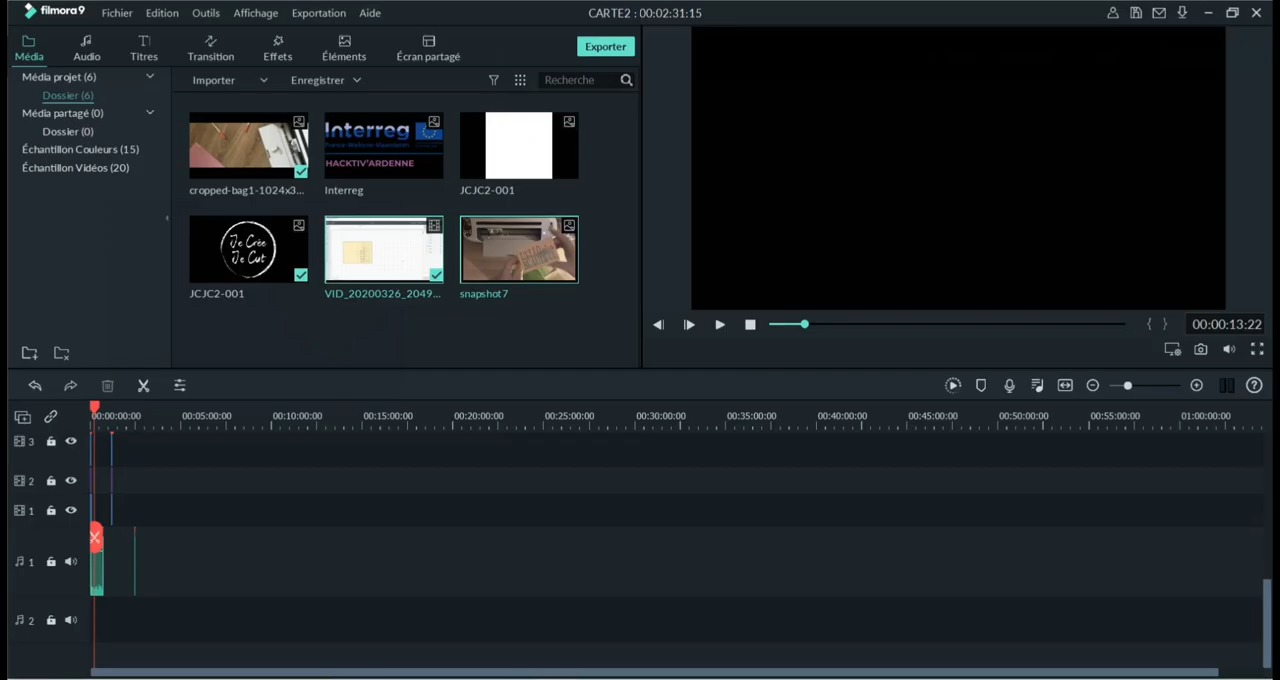 filmora9 Fichier Edition Outils Affichage Exportation Aide CARTE2 : 00:02:31:15
Média Audio Titres Transition Effets Éléments Écran partagé Exporter
Média projet (6)
Dossier (6)
Média partagé (0)
Dossier (0)
Échantillon Couleurs (15)
Échantillon Vidéos (20)
Importer Enregistrer Recherche
Interreg
France-Wallonie-Vlaanderen
HACKTIV'ARDENNE
cropped-bag1-1024x3... Interreg JCJC2-001
Je Crée
Je Cut
JCJC2-001 VID_20200326_2049... snapshot7
{ } 00:00:13:22
00:00:00:00 00:05:00:00 00:10:00:00 00:15:00:00 00:20:00:00 00:25:00:00 00:30:00:00 00:35:00:00 00:40:00:00 00:45:00:00 00:50:00:00 00:55:00:00 01:00:00:00
3
2
1
1
2